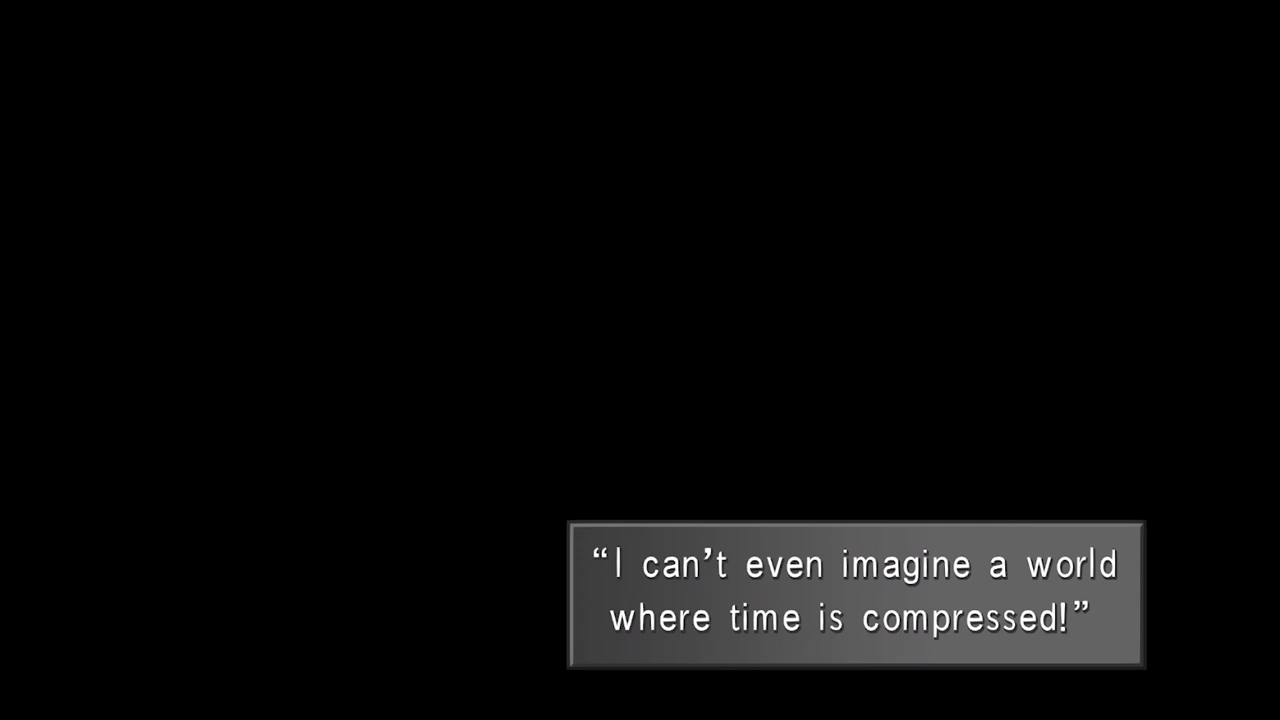 “I can’t even imagine a world
where time is compressed!”